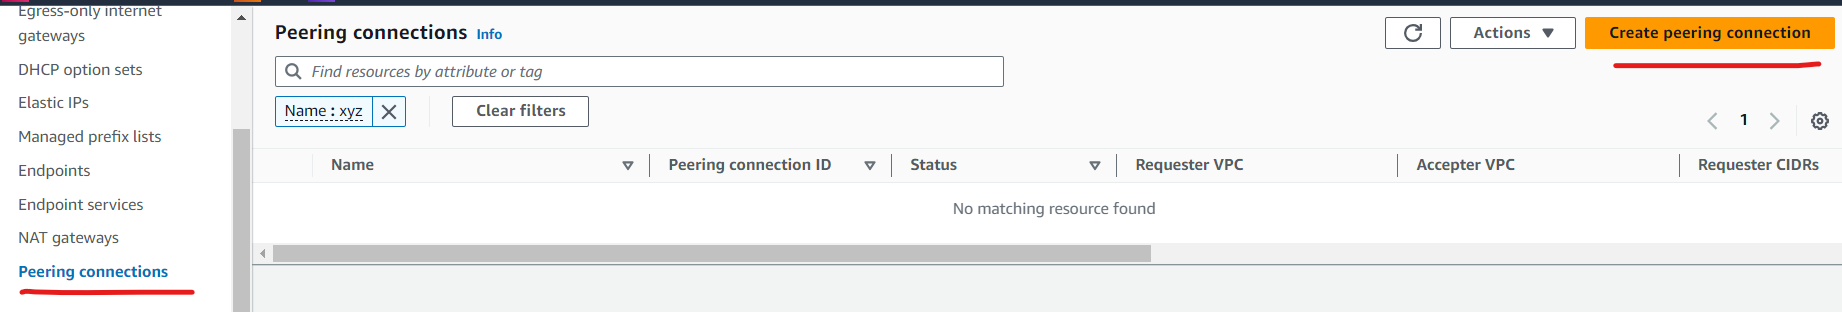 Egress-only internet
gateways
DHCP option sets
Elastic IPs
Managed prefix lists
Endpoints
Endpoint services
NAT gateways
Peering connections
Peering connections Info
Actions
Create peering connection
Find resources by attribute or tag
Name : xyz
Clear filters
1
Name Peering connection ID Status Requester VPC Accepter VPC Requester CIDRs
No matching resource found